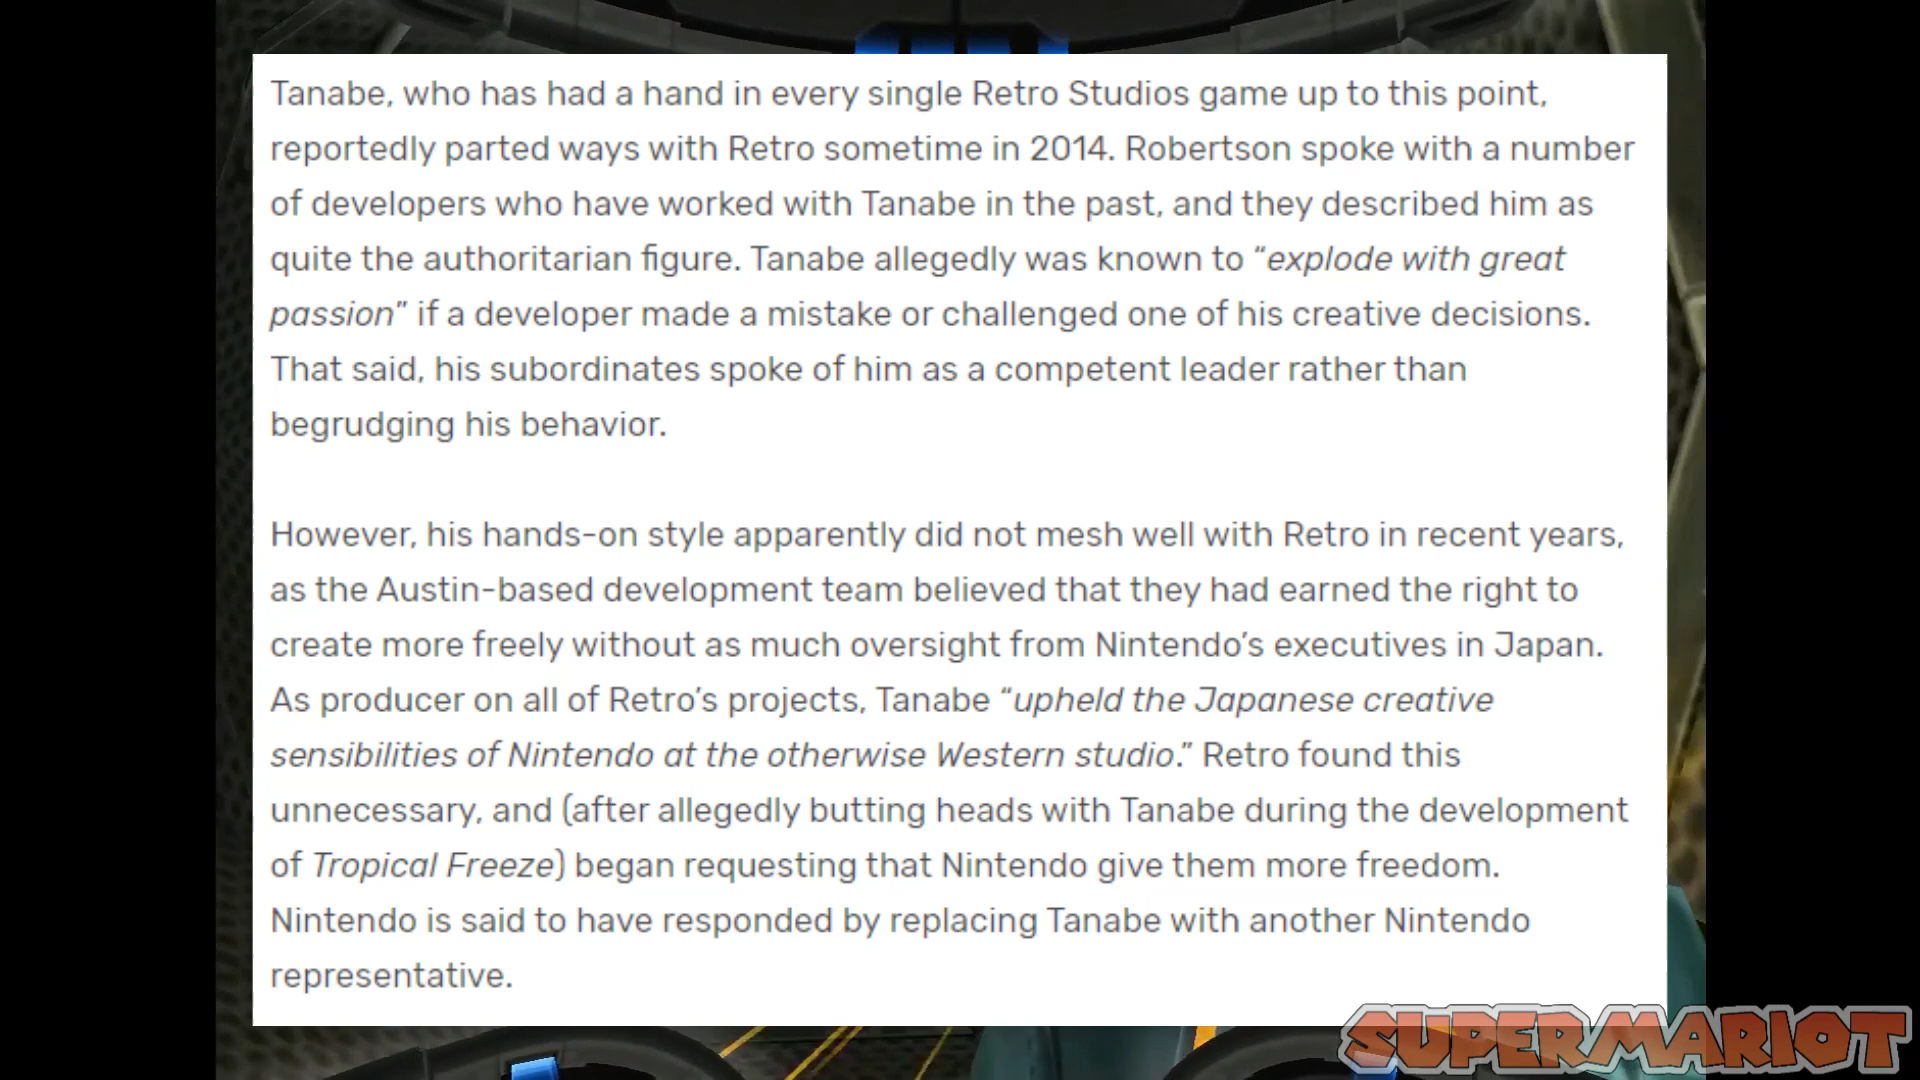 Tanabe, who has had a hand in every single Retro Studios game up to this point,
reportedly parted ways with Retro sometime in 2014. Robertson spoke with a number
of developers who have worked with Tanabe in the past, and they described him as
quite the authoritarian figure. Tanabe allegedly was known to “explode with great
passion” if a developer made a mistake or challenged one of his creative decisions.
That said, his subordinates spoke of him as a competent leader rather than
begrudging his behavior.
However, his hands-on style apparently did not mesh well with Retro in recent years,
as the Austin-based development team believed that they had earned the right to
create more freely without as much oversight from Nintendo’s executives in Japan.
As producer on all of Retro’s projects, Tanabe “upheld the Japanese creative
sensibilities of Nintendo at the otherwise Western studio.” Retro found this
unnecessary, and (after allegedly butting heads with Tanabe during the development
of Tropical Freeze) began requesting that Nintendo give them more freedom.
Nintendo is said to have responded by replacing Tanabe with another Nintendo
representative.
SUPERMARIOT